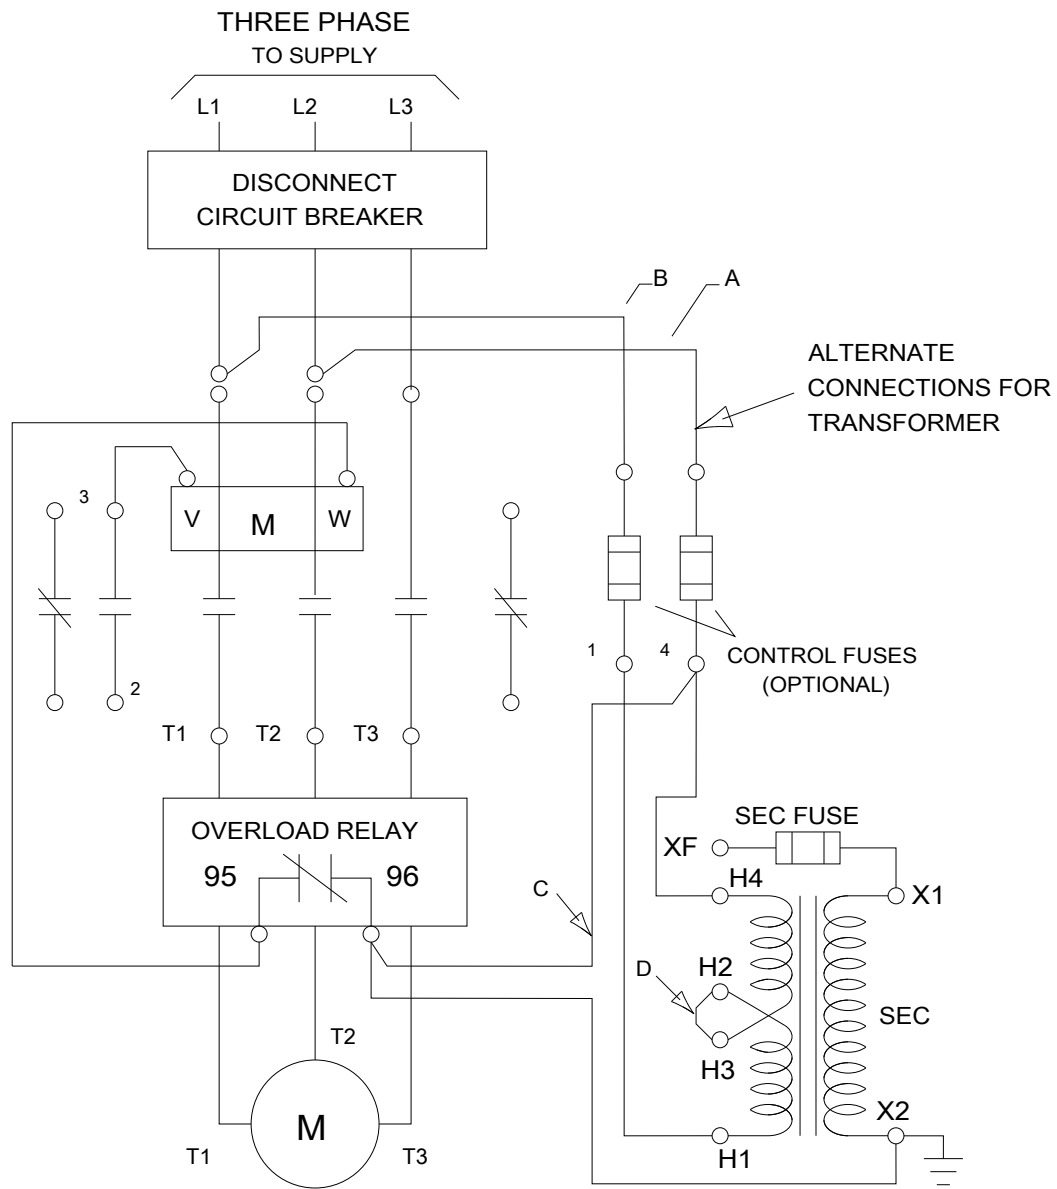 THREE PHASE
TO SUPPLY
L1 L2 L3
DISCONNECT
CIRCUIT BREAKER
B A
ALTERNATE
CONNECTIONS FOR
TRANSFORMER
3
V M W
1 4
CONTROL FUSES
(OPTIONAL)
2
T1 T2 T3
OVERLOAD RELAY
95 96
SEC FUSE
XF
H4 X1
C
D H2
SEC
H3
T2
M
X2
T1 T3
H1